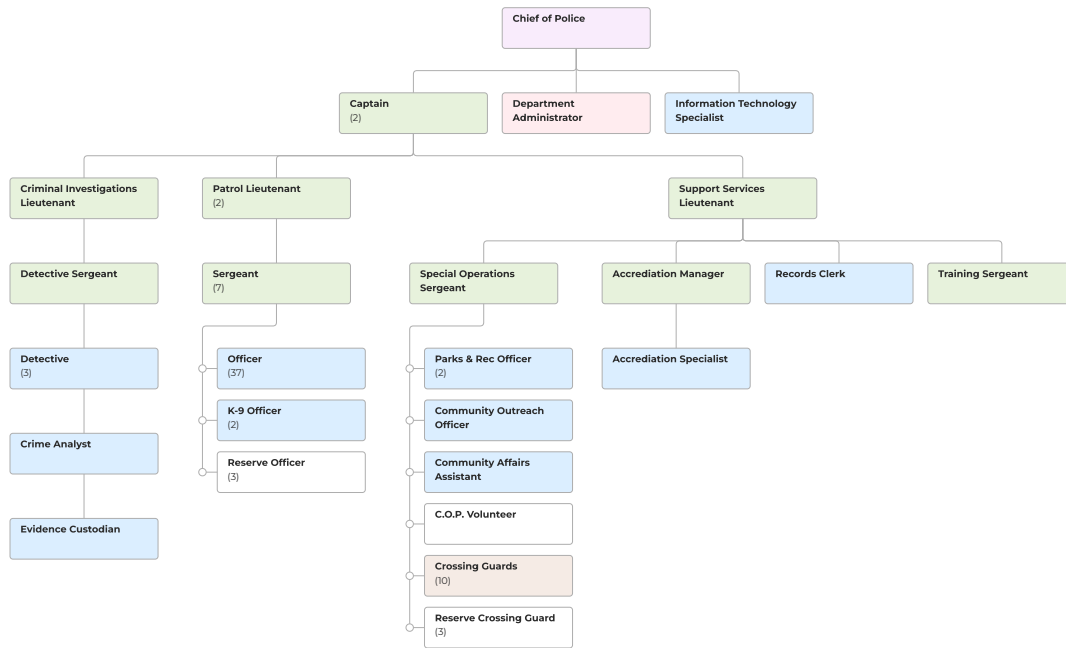 Chief of Police
Captain
(2)
Department
Administrator
Information Technology
Specialist
Criminal Investigations
Lieutenant
Patrol Lieutenant
(2)
Support Services
Lieutenant
Detective Sergeant
Sergeant
(7)
Special Operations
Sergeant
Accrediation Manager
Records Clerk
Training Sergeant
Detective
(3)
Officer
(37)
Parks & Rec Officer
(2)
Accrediation Specialist
K-9 Officer
(2)
Community Outreach
Officer
Crime Analyst
Reserve Officer
(3)
Community Affairs
Assistant
Evidence Custodian
C.O.P. Volunteer
Crossing Guards
(10)
Reserve Crossing Guard
(3)